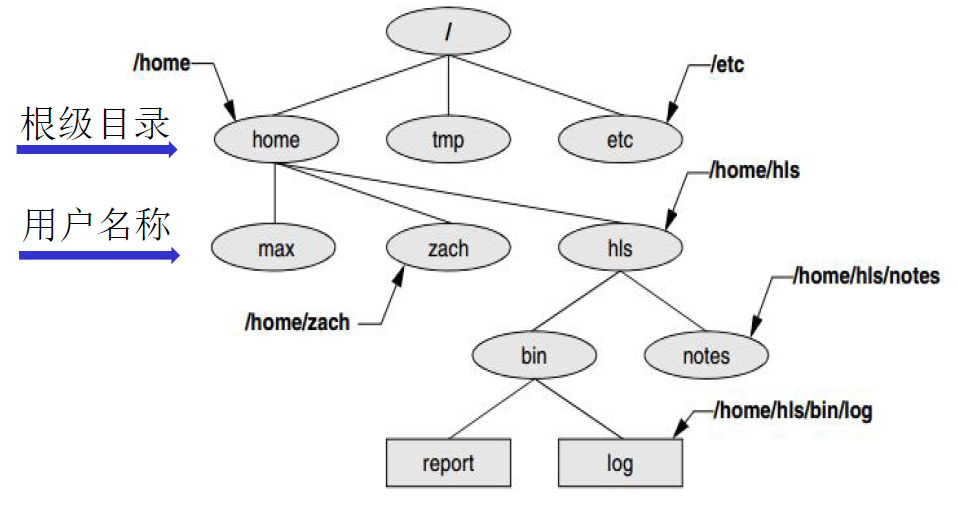 /
/home
/etc
根级目录
home
tmp
etc
/home/hls
用户名称
max
zach
hls
/home/hls/notes
/home/zach
bin
notes
/home/hls/bin/log
report
log